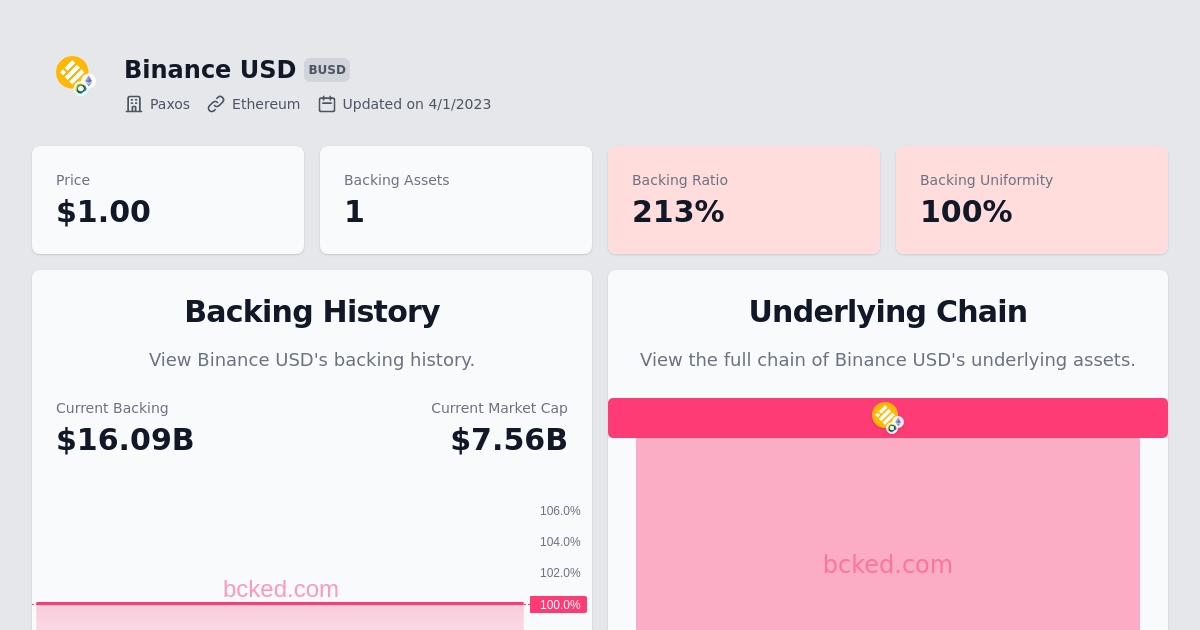 Binance USD BUSD
Paxos Ethereum Updated on 4/1/2023
Price
$1.00
Backing Assets
1
Backing Ratio
213%
Backing Uniformity
100%
Backing History
View Binance USD's backing history.
Current Backing
$16.09B
Current Market Cap
$7.56B
106.0%
104.0%
102.0%
bcked.com
100.0%
Underlying Chain
View the full chain of Binance USD's underlying assets.
bcked.com